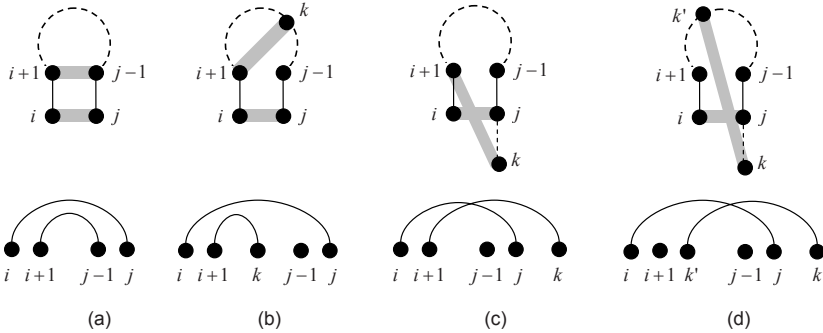 k
k'
i+1 j−1
i+1 j−1
i+1 j−1
i+1 j−1
i j
i j
i j
i j
k
k
i i+1 j−1 j
i i+1 k j−1 j
i i+1 j−1 j k
i i+1 k' j−1 j k
(a) (b) (c) (d)